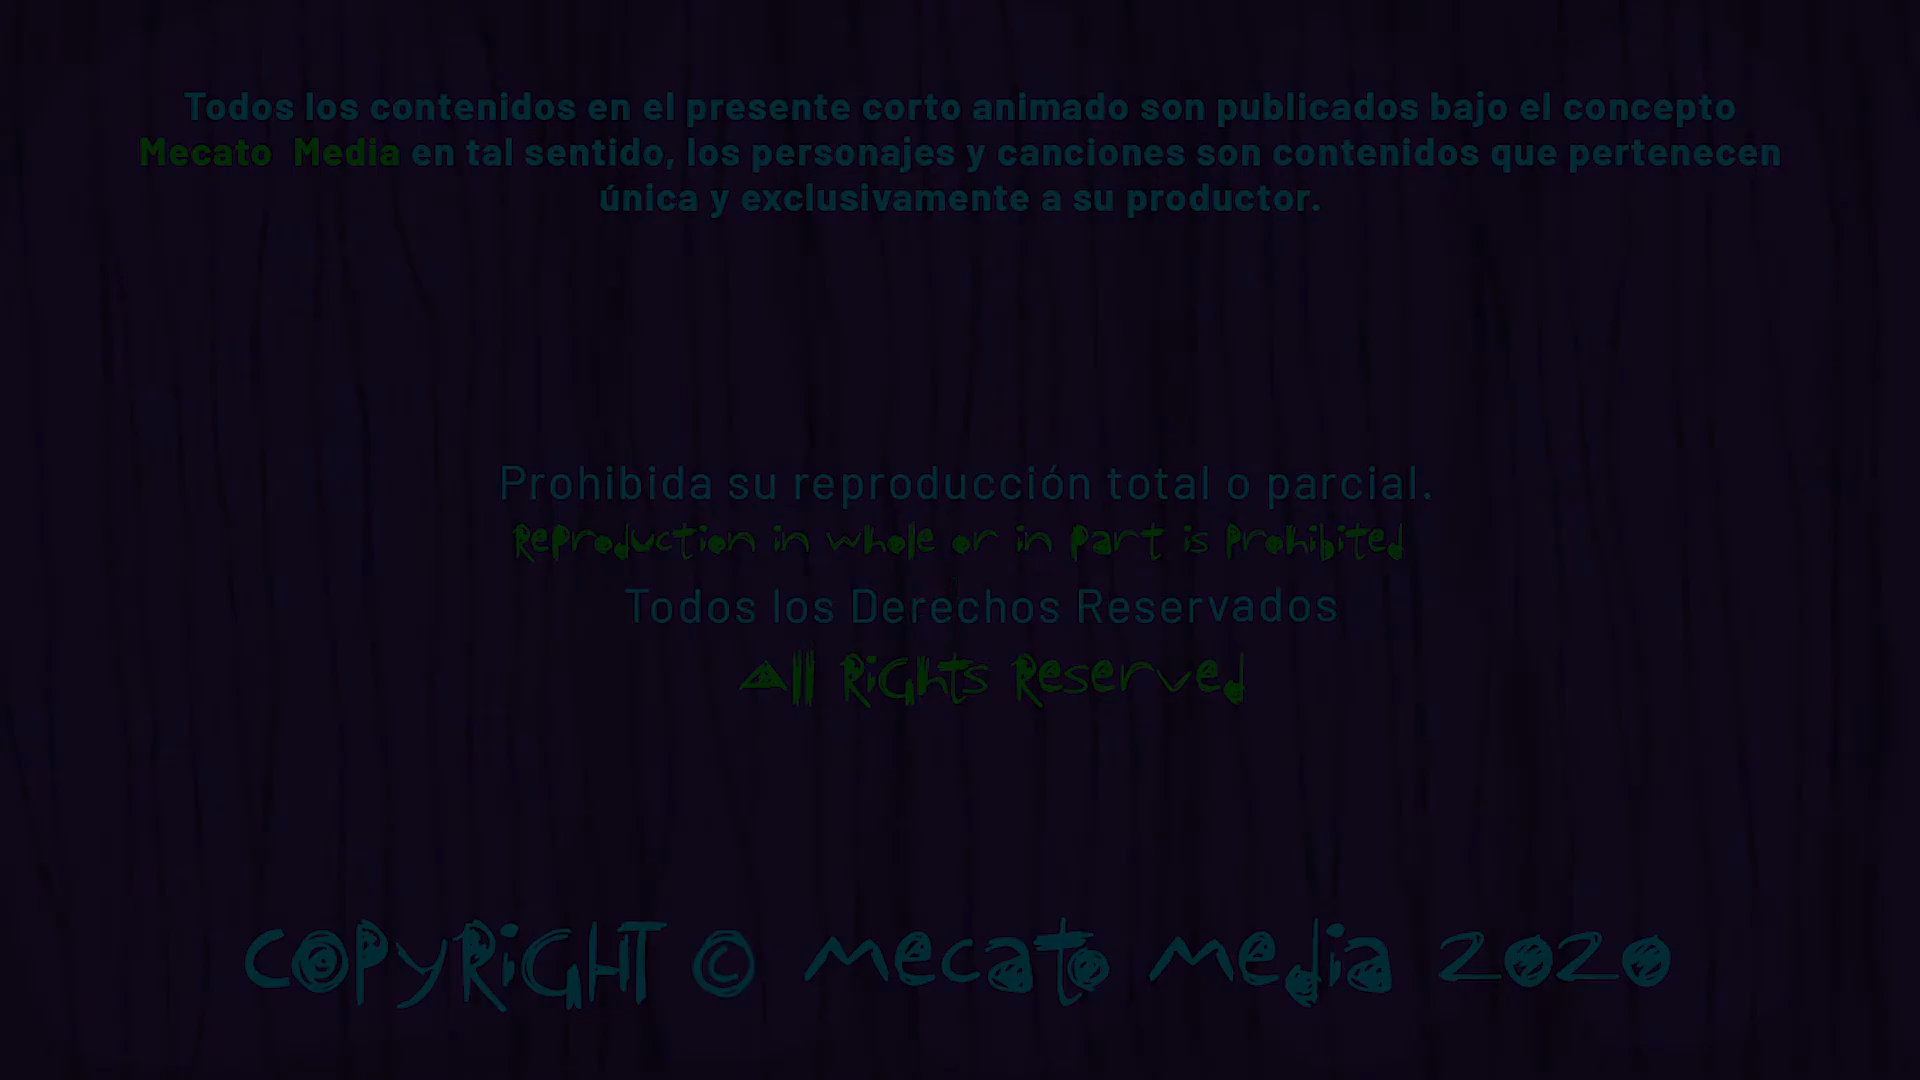 Todos los contenidos en el presente corto animado son publicados bajo el concepto
Mecato Media en tal sentido, los personajes y canciones son contenidos que pertenecen
única y exclusivamente a su productor.
Prohibida su reproducción total o parcial.
Reproduction in whole or in Part is Prohibited
Todos los Derechos Reservados
All Rights Reserved
COPYRIGHT © Mecato Media 2020